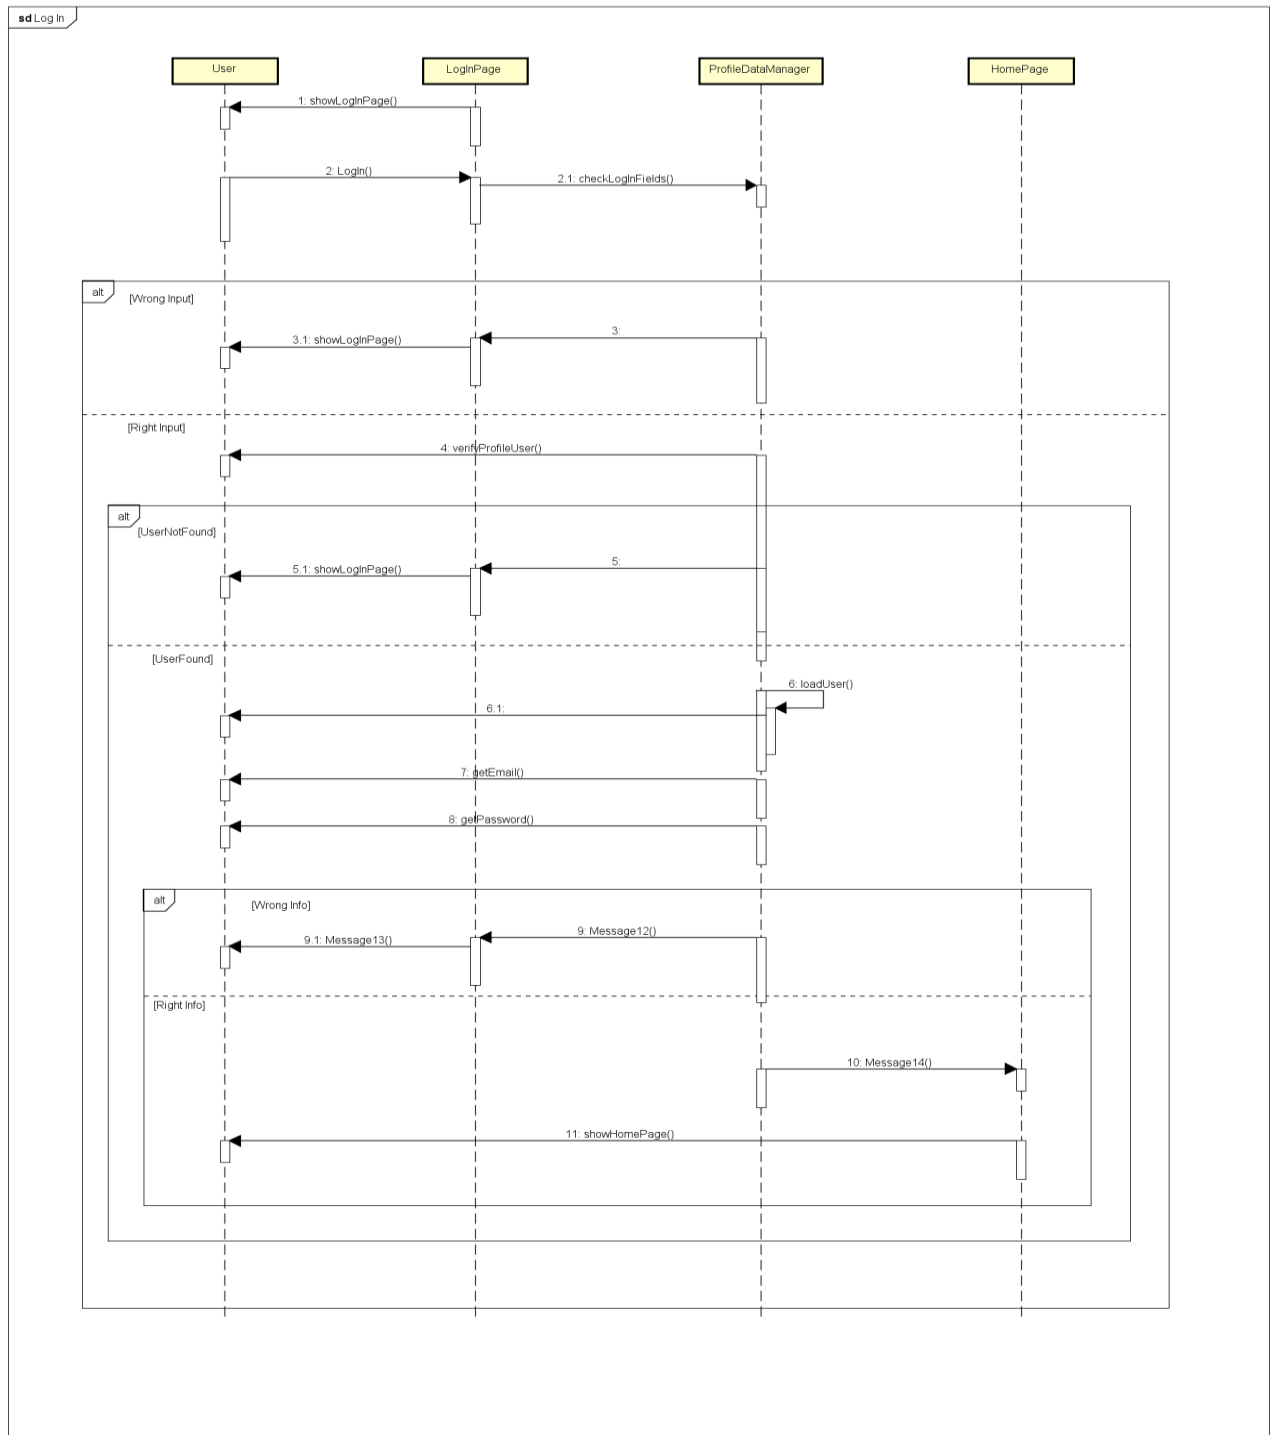 sd Log In
User
LogInPage
ProfileDataManager
HomePage
1: showLogInPage()
2: LogIn()
2.1: checkLogInFields()
alt
[Wrong Input]
3:
3.1: showLogInPage()
[Right Input]
4: verifyProfileUser()
alt
[UserNotFound]
5:
5.1: showLogInPage()
[UserFound]
6: loadUser()
6.1:
7: getEmail()
8: getPassword()
alt
[Wrong Info]
9: Message12()
9.1: Message13()
[Right Info]
10: Message14()
11: showHomePage()